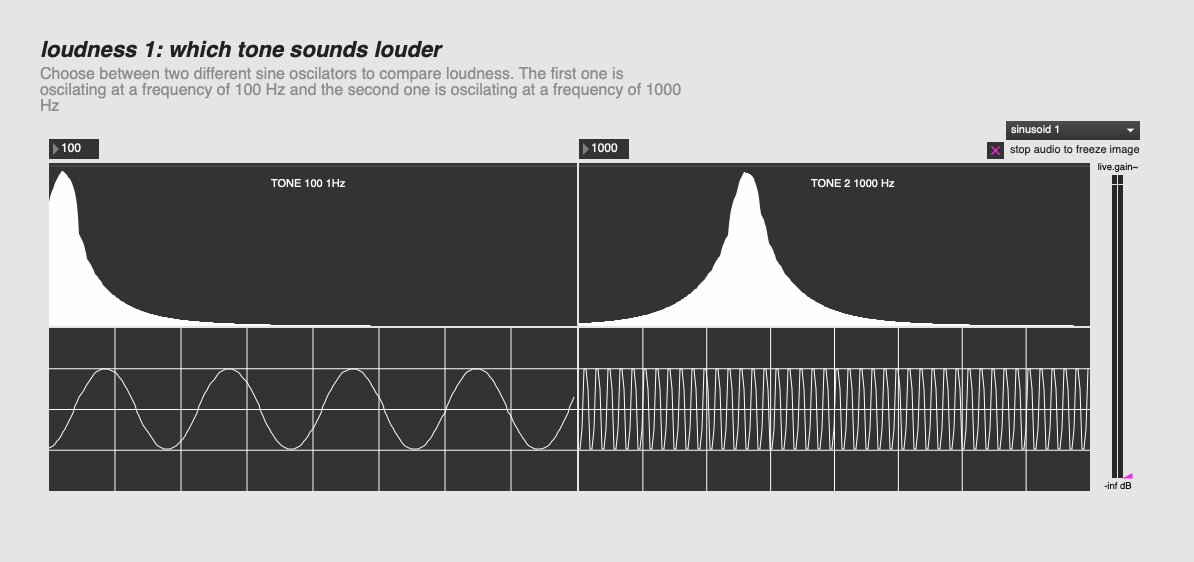 loudness 1: which tone sounds louder
Choose between two different sine oscilators to compare loudness. The first one is
oscilating at a frequency of 100 Hz and the second one is oscilating at a frequency of 1000
Hz
sinusoid 1
100
1000
stop audio to freeze image
live.gain~
TONE 100 1Hz
TONE 2 1000 Hz
-inf dB